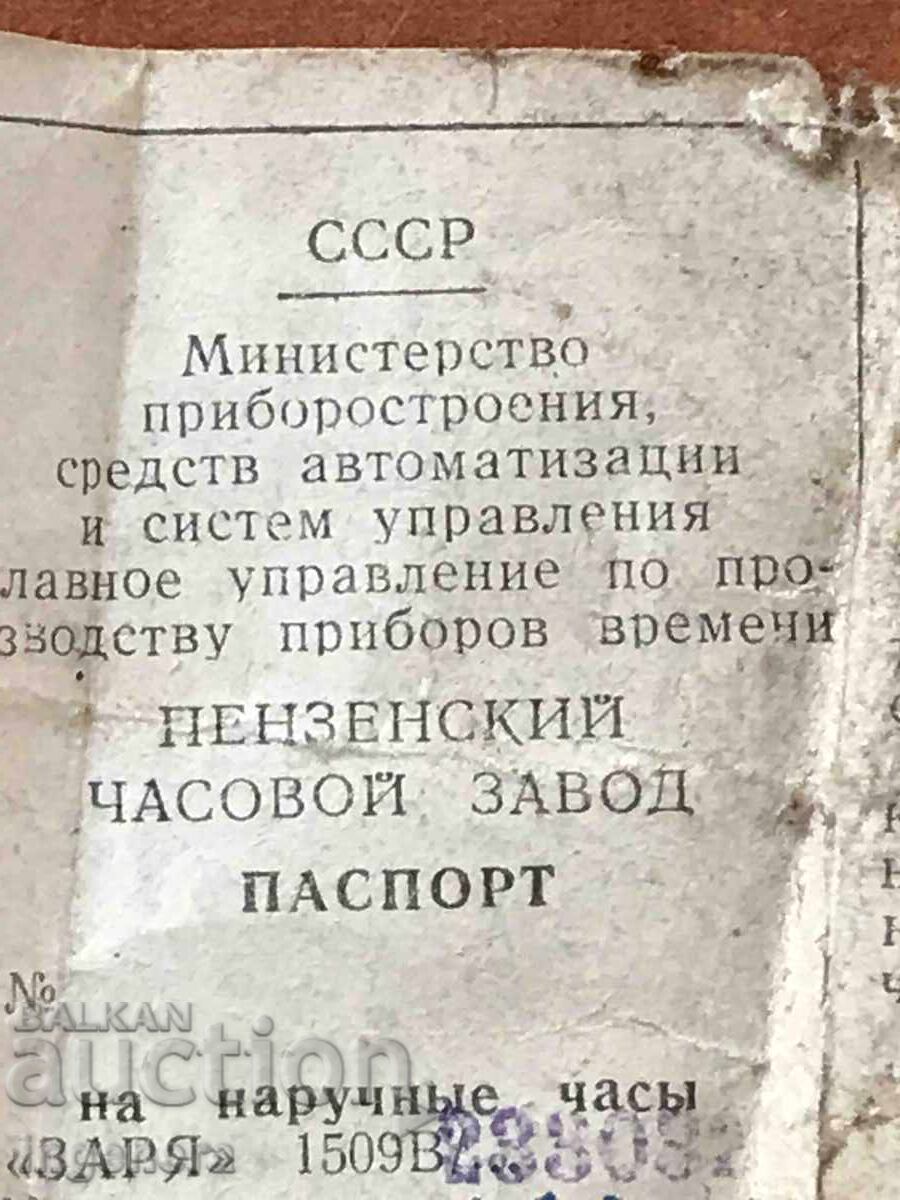 СССР
Министерство
приборостроения,
средств автоматизации
и систем управления
лавное управление по про-
зводству приборов времени
ПЕНЗЕНСКИЙ
ЧАСОВОЙ ЗАВОД
ПАСПОРТ
№
BALKAN
auction
на наручные часы
«ЗАРЯ» 1509В